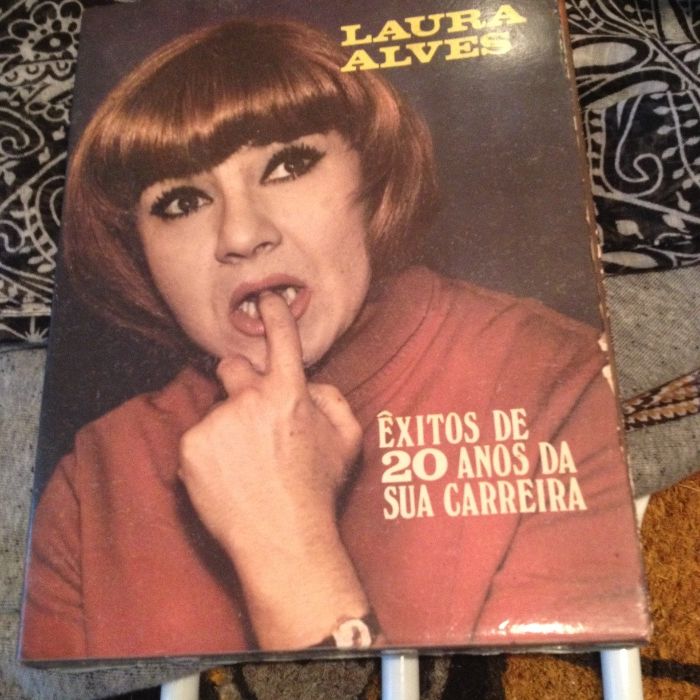 LAURA
ALVES
ÊXITOS DE
20 ANOS DA
SUA CARREIRA